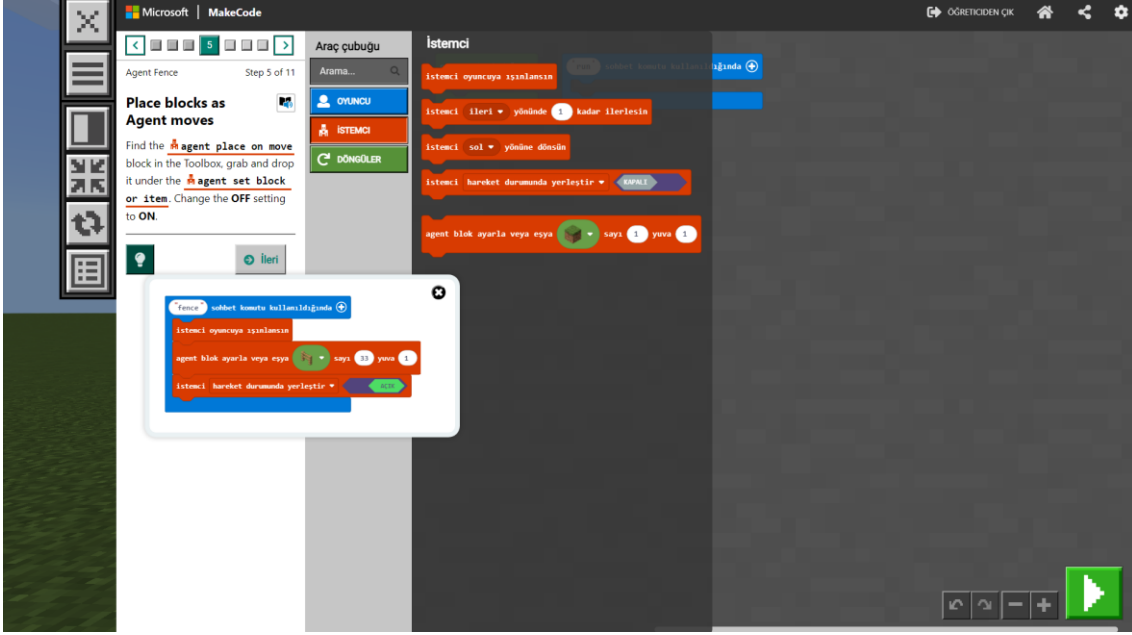 Microsoft | MakeCode
ÖĞRETICIDEN ÇIK
5
Agent Fence
Step 5 of 11
Place blocks as
Agent moves
Find the agent place on move
block in the Toolbox, grab and drop
it under the agent set block
or item. Change the OFF setting
to ON.
İleri
Araç çubuğu
Arama...
OYUNCU
İSTEMCI
DÖNGÜLER
İstemci
istemci oyuncuya ışınlansın
istemci ileri yönünde 1 kadar ilerlesin
istemci sol yönüne dönsün
istemci hareket durumunda yerleştir KAPALI
agent blok ayarla veya eşya sayı 1 yuva 1
"run" sohbet komutu kullanıldığında
"fence" sohbet komutu kullanıldığında
istemci oyuncuya ışınlansın
agent blok ayarla veya eşya sayı 33 yuva 1
istemci hareket durumunda yerleştir AÇIK